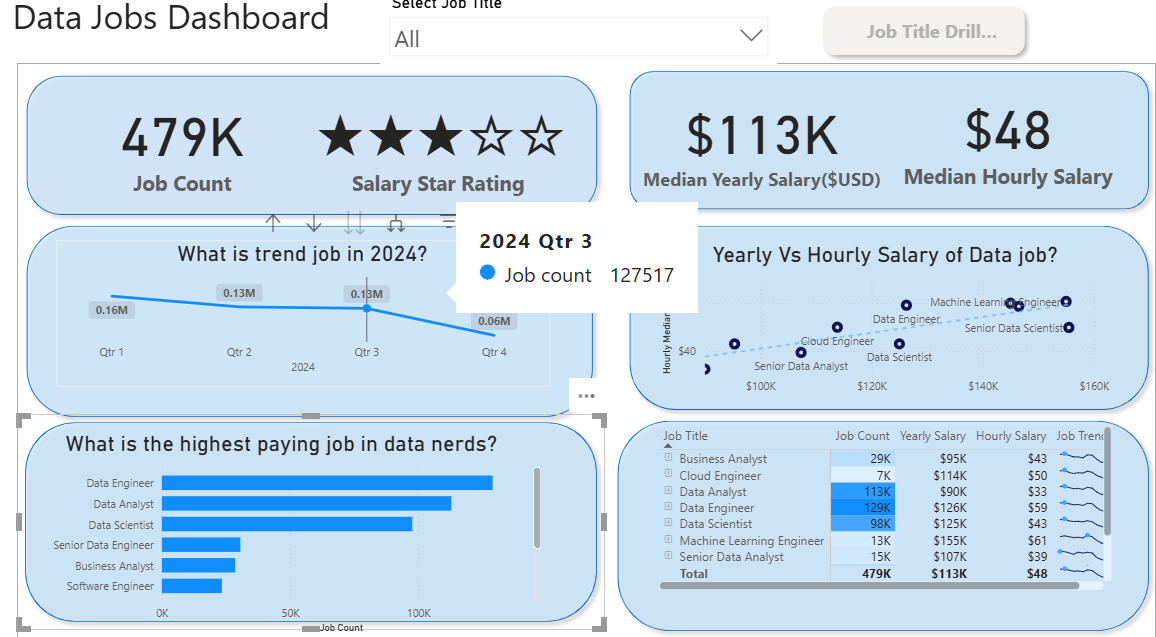 Data Jobs Dashboard
Select Job Title
All
Job Title Drill...
479K
Job Count
Salary Star Rating
$113K
Median Yearly Salary($USD)
$48
Median Hourly Salary
What is trend job in 2024?
0.16M
0.13M
0.13M
0.06M
Qtr 1
Qtr 2
Qtr 3
Qtr 4
2024
2024 Qtr 3
Job count 127517
Yearly Vs Hourly Salary of Data job?
Hourly Median
$40
Machine Learning Engineer
Data Engineer
Senior Data Scientist
Cloud Engineer
Data Scientist
Senior Data Analyst
$100K
$120K
$140K
$160K
What is the highest paying job in data nerds?
Data Engineer
Data Analyst
Data Scientist
Senior Data Engineer
Business Analyst
Software Engineer
0K
50K
100K
Job Count
Job Title Job Count Yearly Salary Hourly Salary Job Trend
Business Analyst 29K $95K $43
Cloud Engineer 7K $114K $50
Data Analyst 113K $90K $33
Data Engineer 129K $126K $59
Data Scientist 98K $125K $43
Machine Learning Engineer 13K $155K $61
Senior Data Analyst 15K $107K $39
Total 479K $113K $48